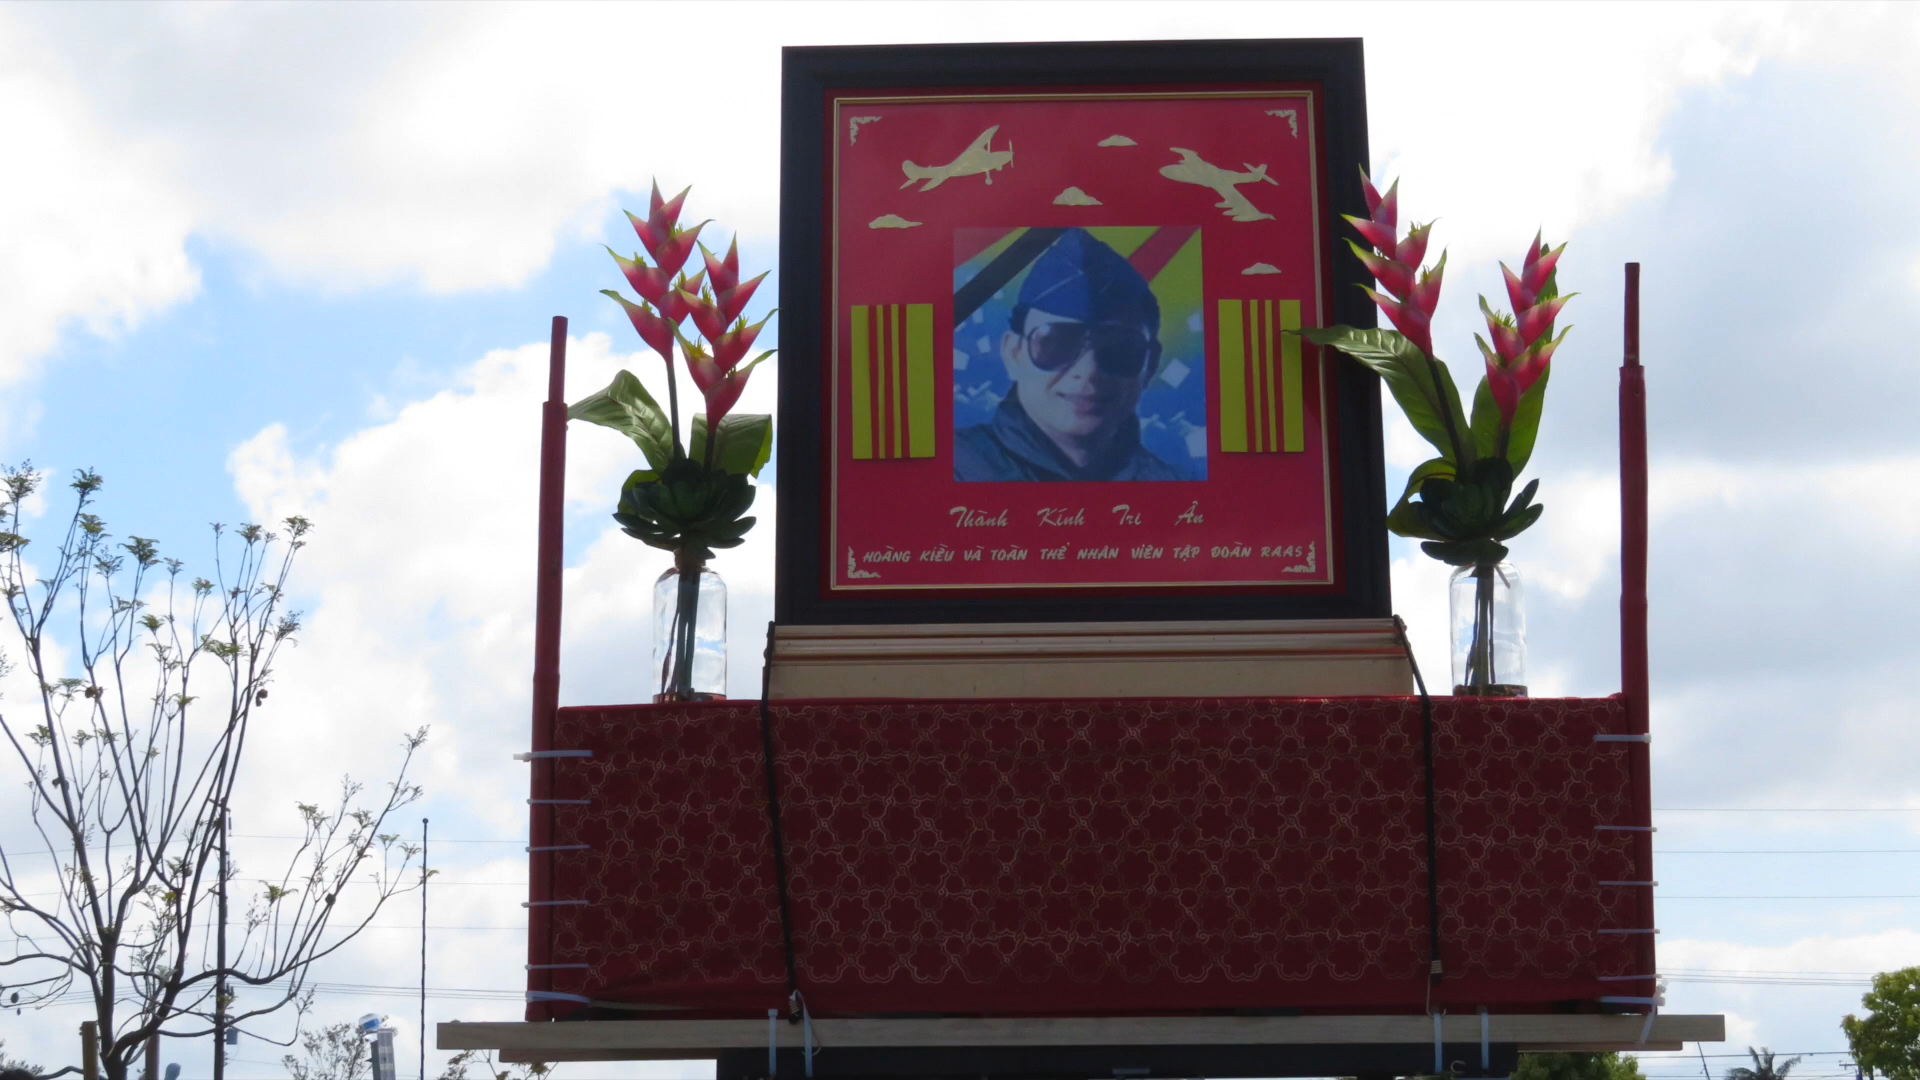 Thành Kính Tri Ân
HOÀNG KIỀU VÀ TOÀN THỂ NHÂN VIÊN TẬP ĐOÀN RAAS